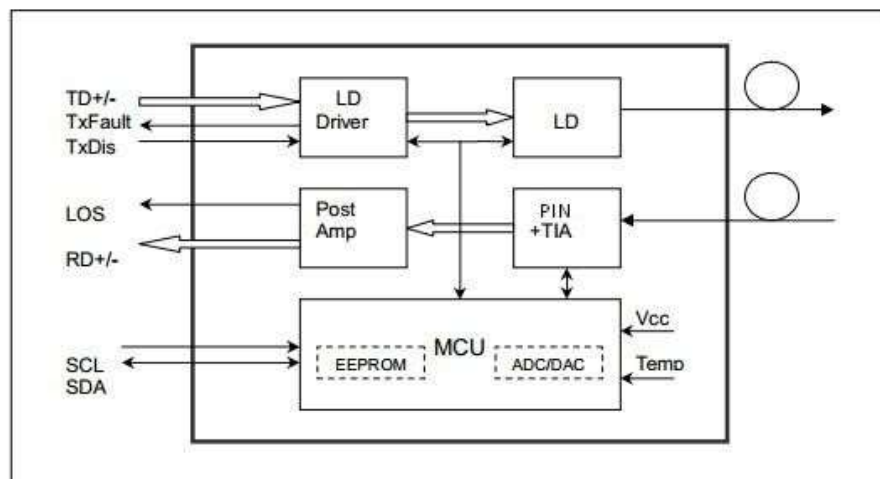 TD+/-
TxFault
TxDis
LD
Driver
LD
LOS
RD+/-
Post
Amp
PIN
+TIA
SCL
SDA
MCU
EEPROM
ADC/DAC
Vcc
Temp